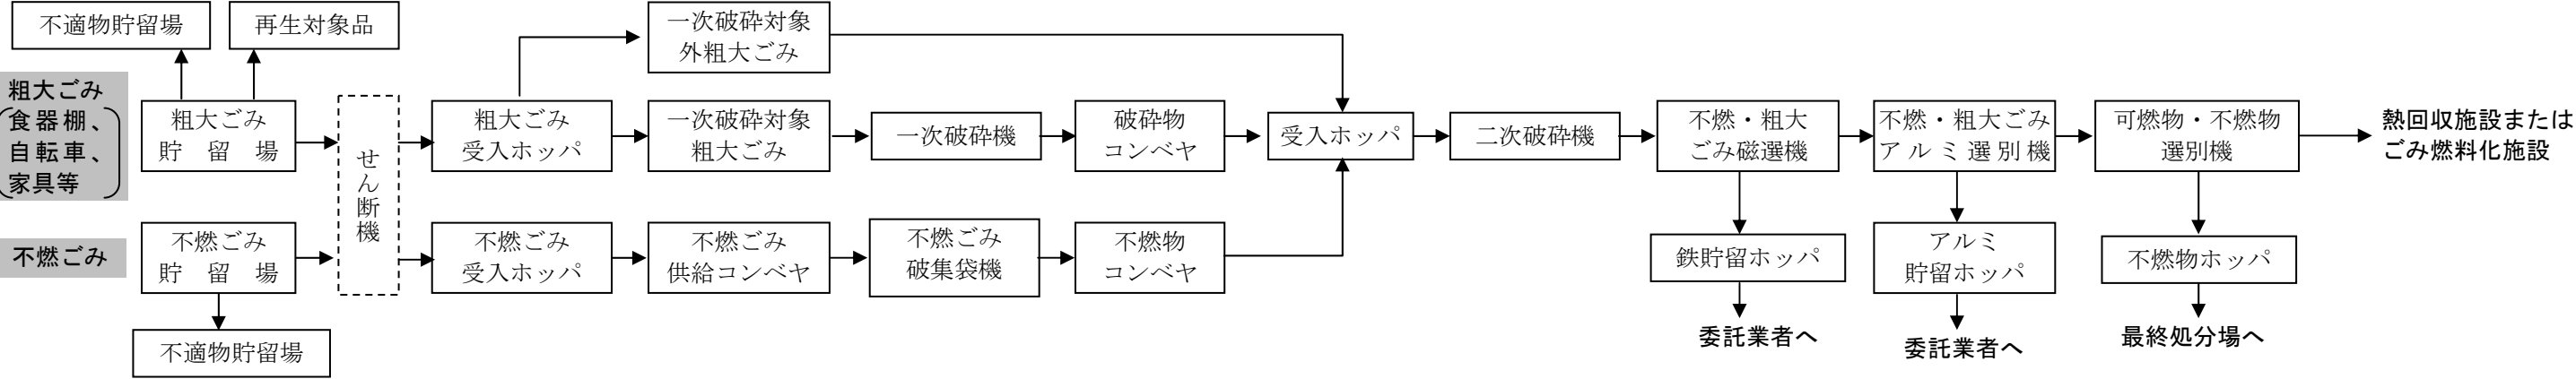 不適物貯留場
再生対象品
一次破砕対象
外粗大ごみ
粗大ごみ
食器棚、
自転車、
家具等
粗大ごみ
貯留場
せん断機
粗大ごみ
受入ホッパ
一次破砕対象
粗大ごみ
一次破砕機
破砕物
コンベヤ
受入ホッパ
二次破砕機
不燃・粗大
ごみ磁選機
不燃・粗大ごみ
アルミ選別機
可燃物・不燃物
選別機
熱回収施設または
ごみ燃料化施設
不燃ごみ
不燃ごみ
貯留場
不燃ごみ
受入ホッパ
不燃ごみ
供給コンベヤ
不燃ごみ
破集袋機
不燃物
コンベヤ
鉄貯留ホッパ
アルミ
貯留ホッパ
不燃物ホッパ
不適物貯留場
委託業者へ
委託業者へ
最終処分場へ